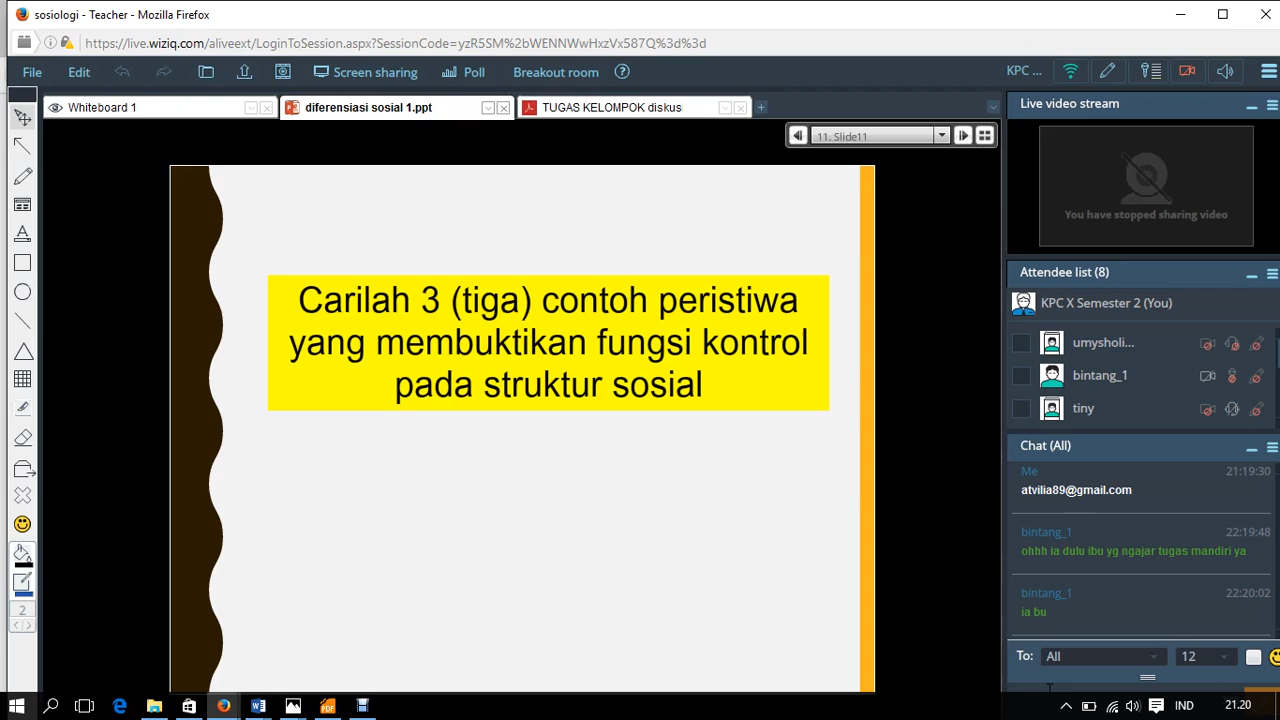 sosiologi - Teacher - Mozilla Firefox
https://live.wiziq.com/aliveext/LoginToSession.aspx?SessionCode=yzR5SM%2bWENNWwHxzVx587Q%3d%3d
File Edit Screen sharing Poll Breakout room KPC ...
Whiteboard 1 diferensiasi sosial 1.ppt TUGAS KELOMPOK diskus
11. Slide11
Carilah 3 (tiga) contoh peristiwa
yang membuktikan fungsi kontrol
pada struktur sosial
2
Live video stream
You have stopped sharing video
Attendee list (8)
KPC X Semester 2 (You)
umysholi...
bintang_1
tiny
Chat (All)
Me 21:19:30
atvilia89@gmail.com
bintang_1 22:19:48
ohhh ia dulu ibu yg ngajar tugas mandiri ya
bintang_1 22:20:02
ia bu
To: All 12
IND 21.20